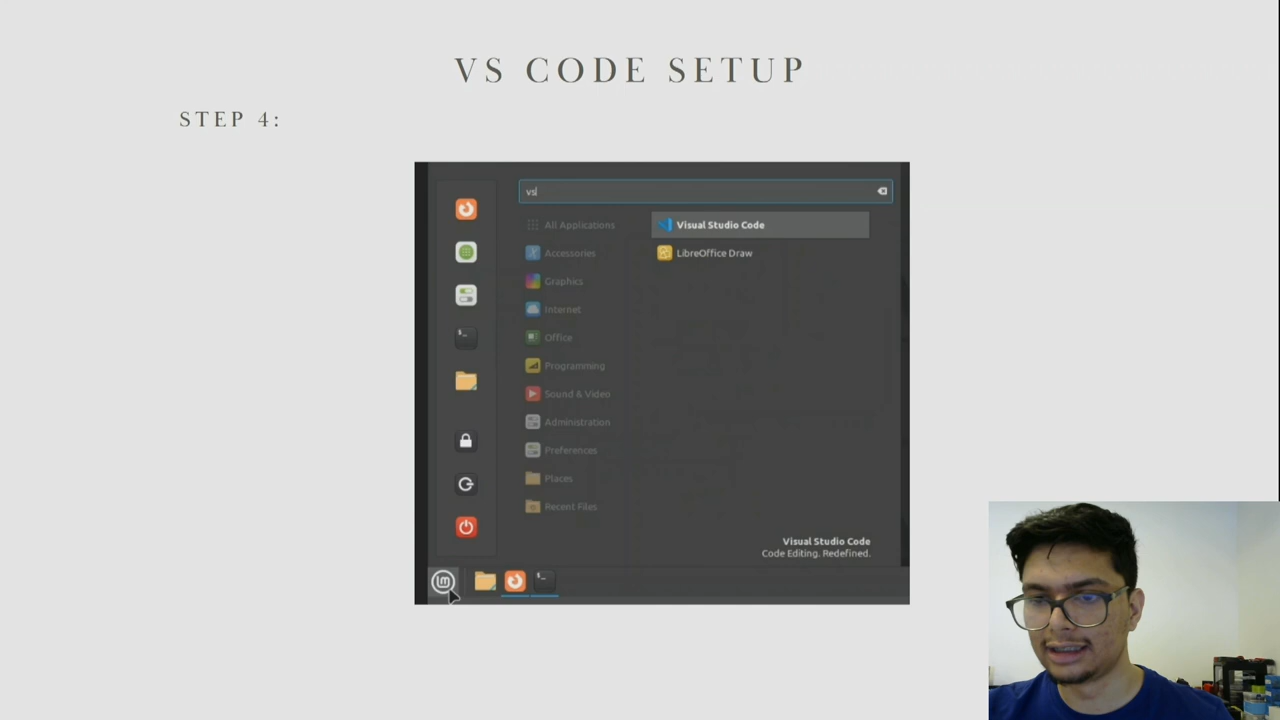 VS CODE SETUP
STEP 4:
vs
All Applications
Accessories
Graphics
Internet
Office
Programming
Sound & Video
Administration
Preferences
Places
Recent Files
Visual Studio Code
LibreOffice Draw
Visual Studio Code
Code Editing. Redefined.